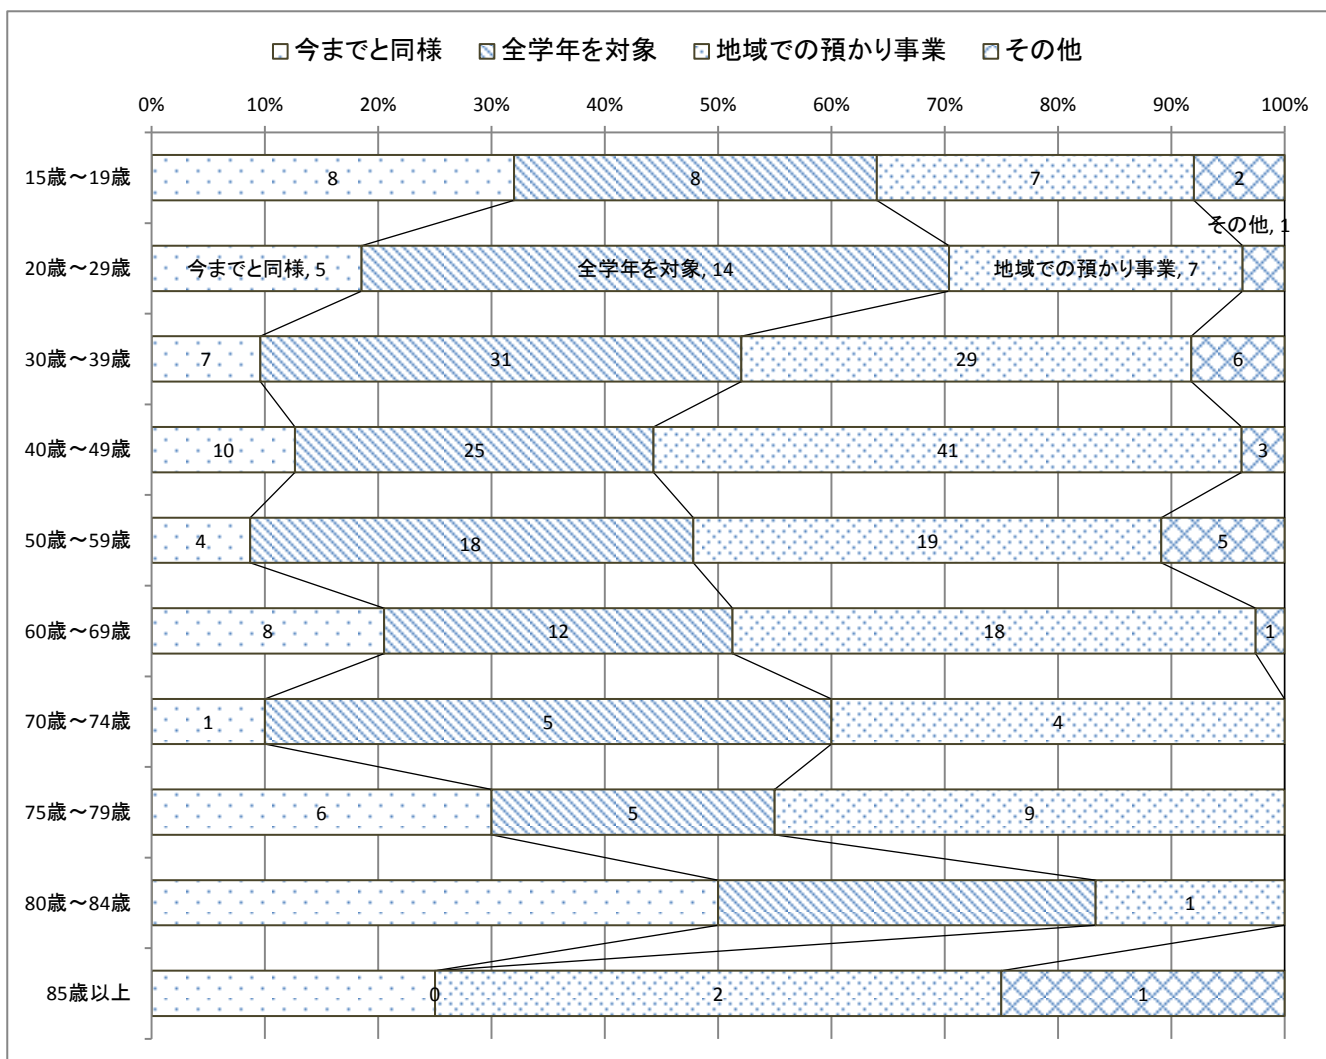 今までと同様 全学年を対象 地域での預かり事業 その他
0% 10% 20% 30% 40% 50% 60% 70% 80% 90% 100%
15歳～19歳 8 8 7 2
その他, 1
20歳～29歳 今までと同様, 5 全学年を対象, 14 地域での預かり事業, 7
30歳～39歳 7 31 29 6
40歳～49歳 10 25 41 3
50歳～59歳 4 18 19 5
60歳～69歳 8 12 18 1
70歳～74歳 1 5 4
75歳～79歳 6 5 9
80歳～84歳 1
85歳以上 0 2 1